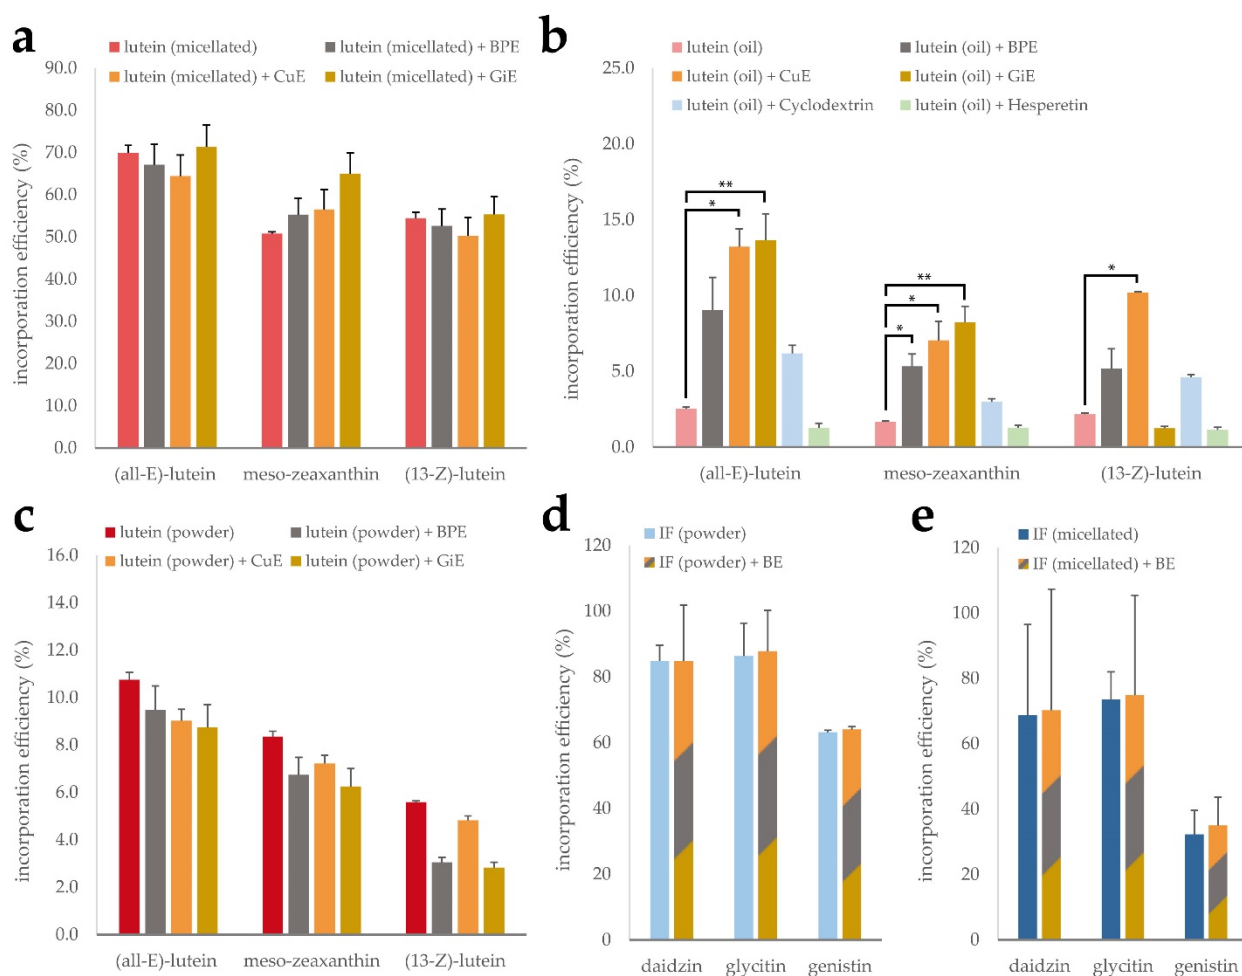 a
lutein (micellated)
lutein (micellated) + BPE
lutein (micellated) + CuE
lutein (micellated) + GiE
incorporation efficiency (%)
90.0
80.0
70.0
60.0
50.0
40.0
30.0
20.0
10.0
0.0
(all-E)-lutein
meso-zeaxanthin
(13-Z)-lutein
b
lutein (oil)
lutein (oil) + BPE
lutein (oil) + CuE
lutein (oil) + GiE
lutein (oil) + Cyclodextrin
lutein (oil) + Hesperetin
incorporation efficiency (%)
25.0
20.0
15.0
10.0
5.0
0.0
**
*
**
*
*
*
(all-E)-lutein
meso-zeaxanthin
(13-Z)-lutein
c
lutein (powder)
lutein (powder) + BPE
lutein (powder) + CuE
lutein (powder) + GiE
incorporation efficiency (%)
16.0
14.0
12.0
10.0
8.0
6.0
4.0
2.0
0.0
(all-E)-lutein
meso-zeaxanthin
(13-Z)-lutein
d
IF (powder)
IF (powder) + BE
incorporation efficiency (%)
120
100
80
60
40
20
0
daidzin
glycitin
genistin
e
IF (micellated)
IF (micellated) + BE
incorporation efficiency (%)
120
100
80
60
40
20
0
daidzin
glycitin
genistin